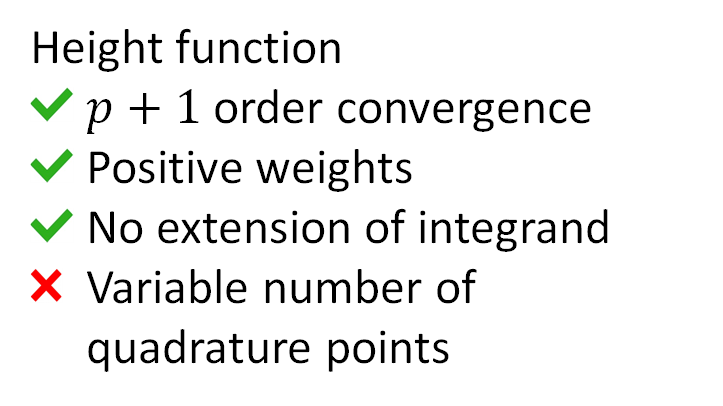 Height function
✔ p + 1 order convergence
✔ Positive weights
✔ No extension of integrand
✖ Variable number of
quadrature points